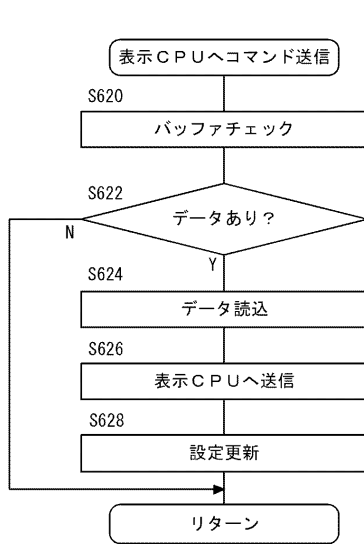 表示ＣＰＵへコマンド送信
S620
バッファチェック
S622
データあり？
N
Y
S624
データ読込
S626
表示ＣＰＵへ送信
S628
設定更新
リターン